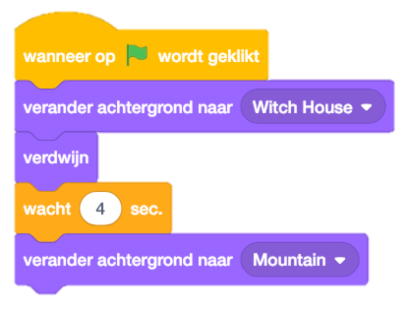 wanneer op wordt geklikt
verander achtergrond naar Witch House
verdwijn
wacht 4 sec.
verander achtergrond naar Mountain